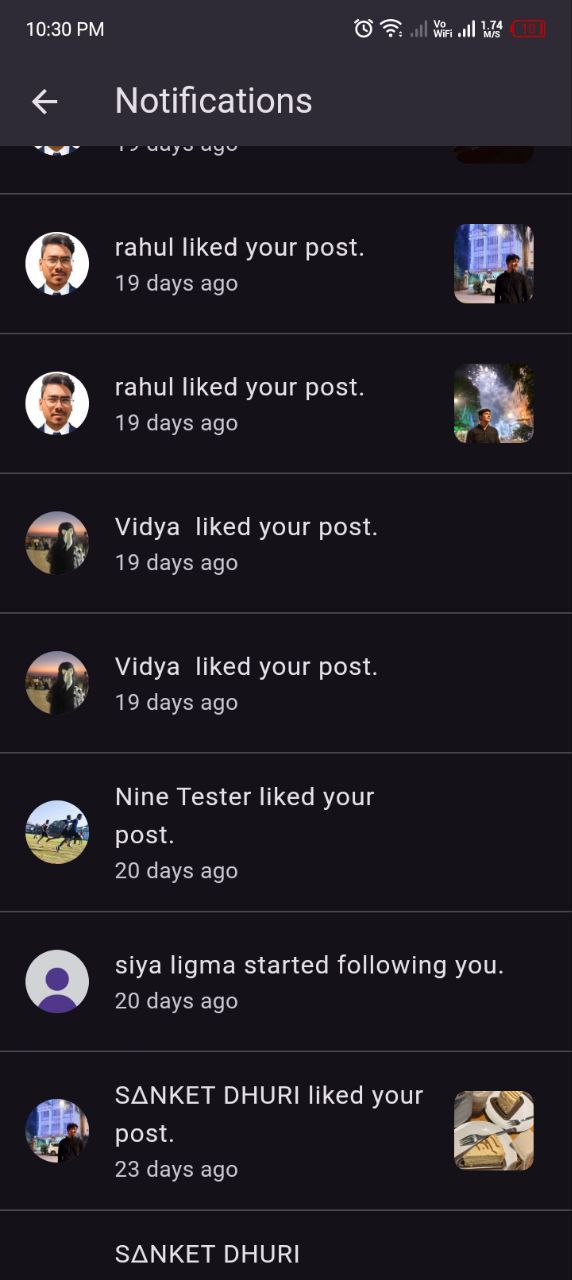 10:30 PM
Vo
WiFi
1.74
M/S
10
Notifications
19 days ago
rahul liked your post.
19 days ago
rahul liked your post.
19 days ago
Vidya  liked your post.
19 days ago
Vidya  liked your post.
19 days ago
Nine Tester liked your
post.
20 days ago
siya ligma started following you.
20 days ago
S∆NKET DHURI liked your
post.
23 days ago
S∆NKET DHURI